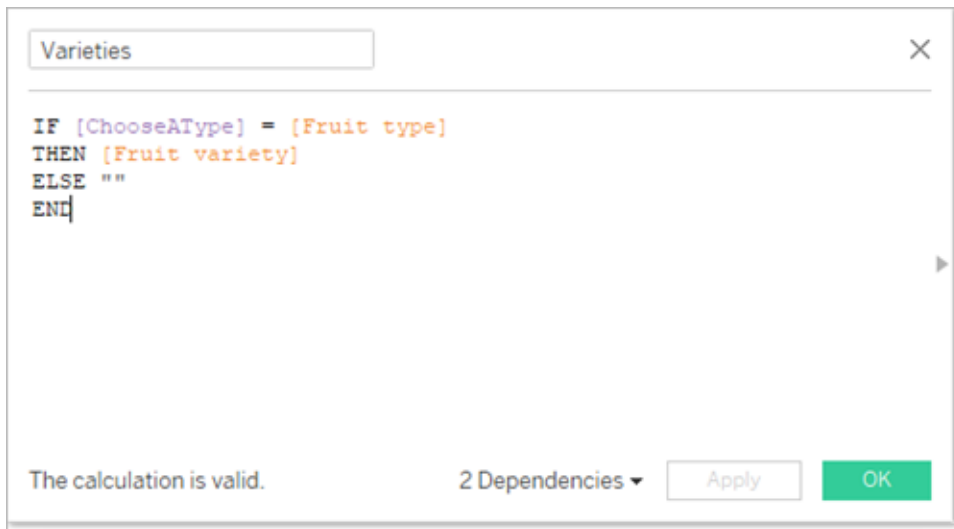 Varieties
IF [ChooseAType] = [Fruit type]
THEN [Fruit variety]
ELSE ""
END
The calculation is valid.
2 Dependencies
Apply
OK